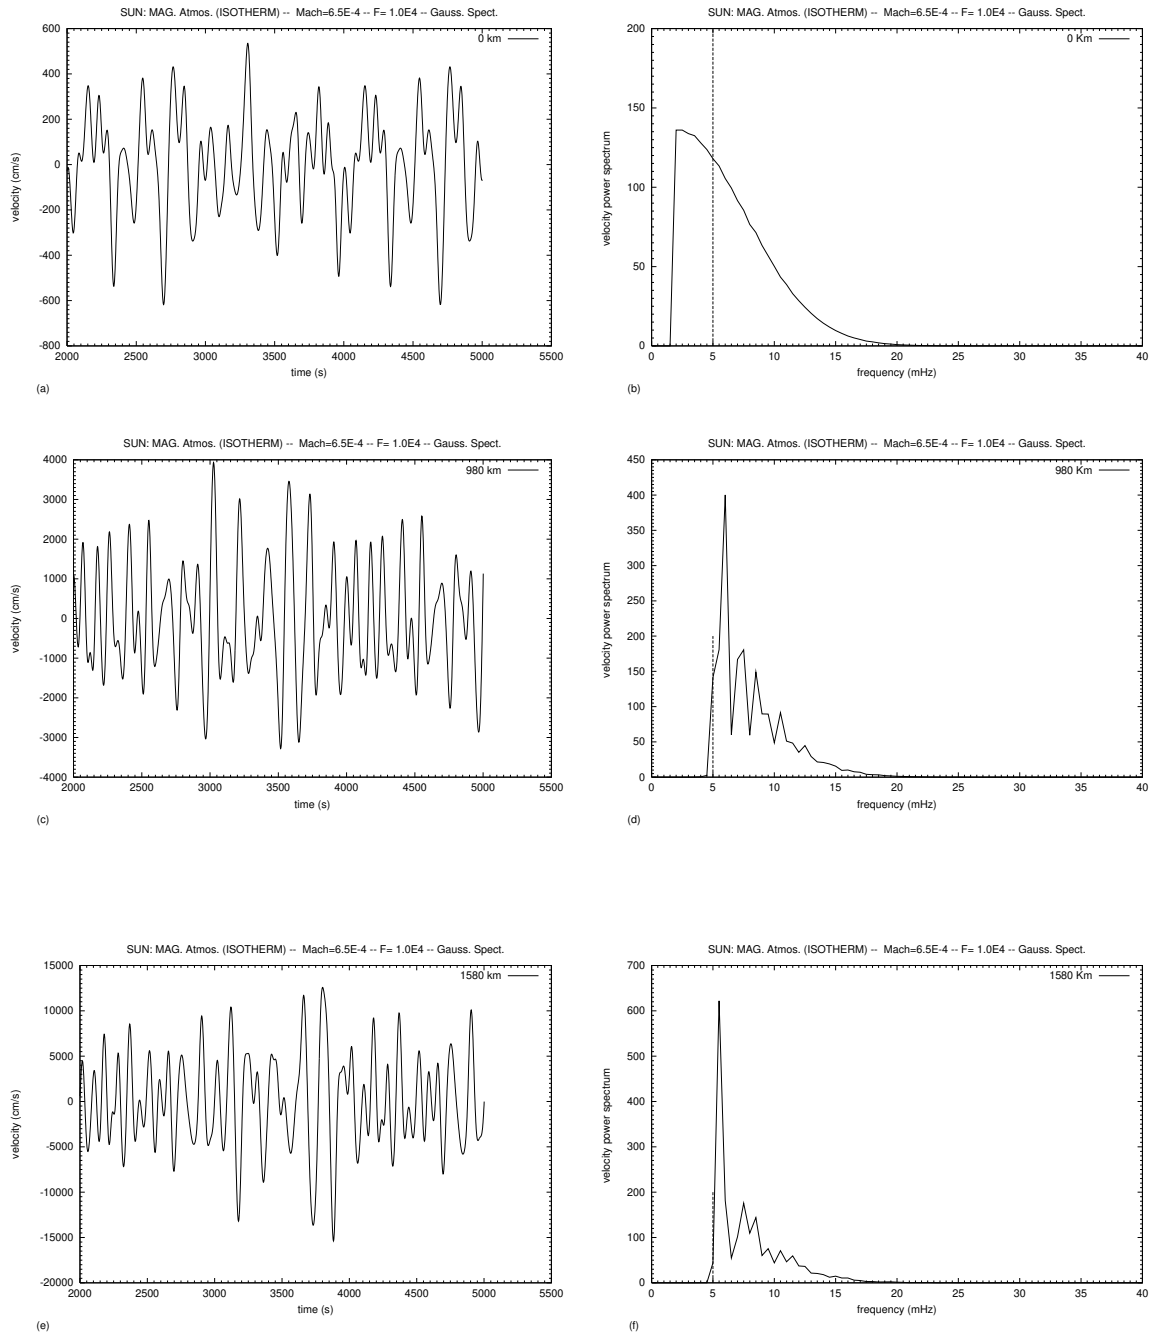 SUN: MAG. Atmos. (ISOTHERM) -- Mach=6.5E-4 -- F= 1.0E4 -- Gauss. Spect.
0 km
velocity (cm/s)
600
400
200
0
-200
-400
-600
-800
2000 2500 3000 3500 4000 4500 5000 5500
time (s)
(a)
SUN: MAG. Atmos. (ISOTHERM) -- Mach=6.5E-4 -- F= 1.0E4 -- Gauss. Spect.
0 Km
velocity power spectrum
200
150
100
50
0
0 5 10 15 20 25 30 35 40
frequency (mHz)
(b)
SUN: MAG. Atmos. (ISOTHERM) -- Mach=6.5E-4 -- F= 1.0E4 -- Gauss. Spect.
980 km
velocity (cm/s)
4000
3000
2000
1000
0
-1000
-2000
-3000
-4000
2000 2500 3000 3500 4000 4500 5000 5500
time (s)
(c)
SUN: MAG. Atmos. (ISOTHERM) -- Mach=6.5E-4 -- F= 1.0E4 -- Gauss. Spect.
980 Km
velocity power spectrum
450
400
350
300
250
200
150
100
50
0
0 5 10 15 20 25 30 35 40
frequency (mHz)
(d)
SUN: MAG. Atmos. (ISOTHERM) -- Mach=6.5E-4 -- F= 1.0E4 -- Gauss. Spect.
1580 km
velocity (cm/s)
15000
10000
5000
0
-5000
-10000
-15000
-20000
2000 2500 3000 3500 4000 4500 5000 5500
time (s)
(e)
SUN: MAG. Atmos. (ISOTHERM) -- Mach=6.5E-4 -- F= 1.0E4 -- Gauss. Spect.
1580 Km
velocity power spectrum
700
600
500
400
300
200
100
0
0 5 10 15 20 25 30 35 40
frequency (mHz)
(f)